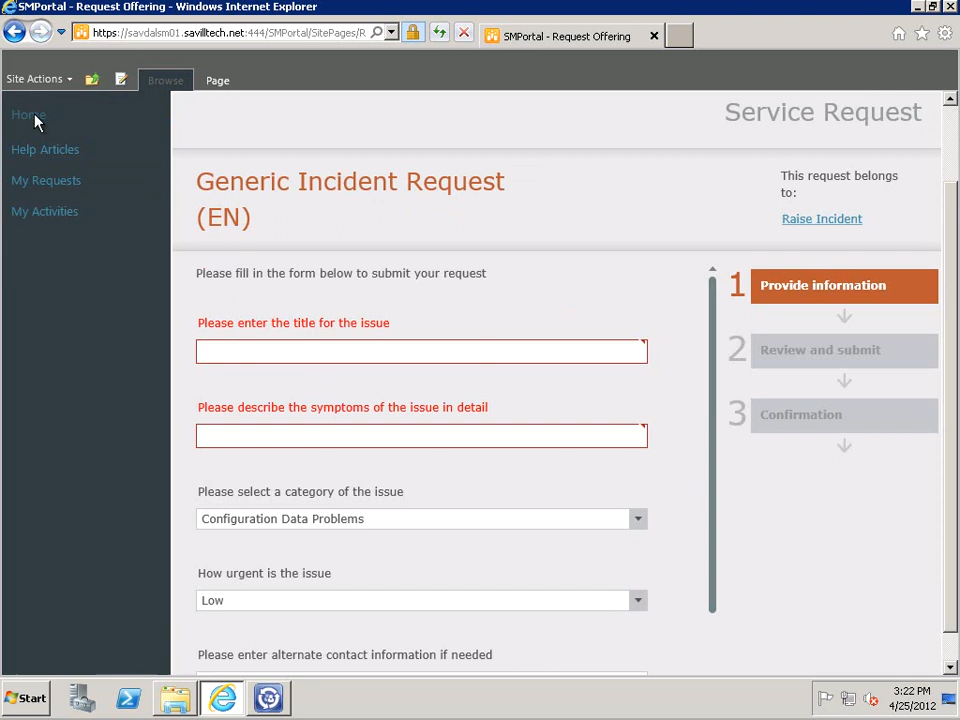 SMPortal - Request Offering - Windows Internet Explorer
https://savdalsm01.savilltech.net:444/SMPortal/SitePages/R
SMPortal - Request Offering
Site Actions
Browse
Page
Home
Help Articles
My Requests
My Activities
Service Request
Generic Incident Request
(EN)
This request belongs
to:
Raise Incident
Please fill in the form below to submit your request
1 Provide information
Please enter the title for the issue
2 Review and submit
Please describe the symptoms of the issue in detail
3 Confirmation
Please select a category of the issue
Configuration Data Problems
How urgent is the issue
Low
Please enter alternate contact information if needed
Start
3:22 PM
4/25/2012